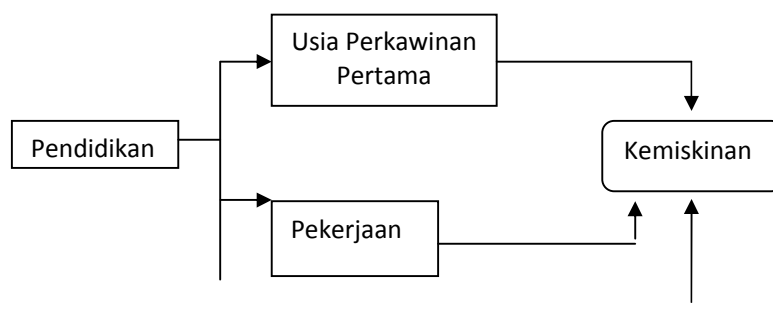 Usia Perkawinan
Pertama
Pendidikan
Kemiskinan
Pekerjaan